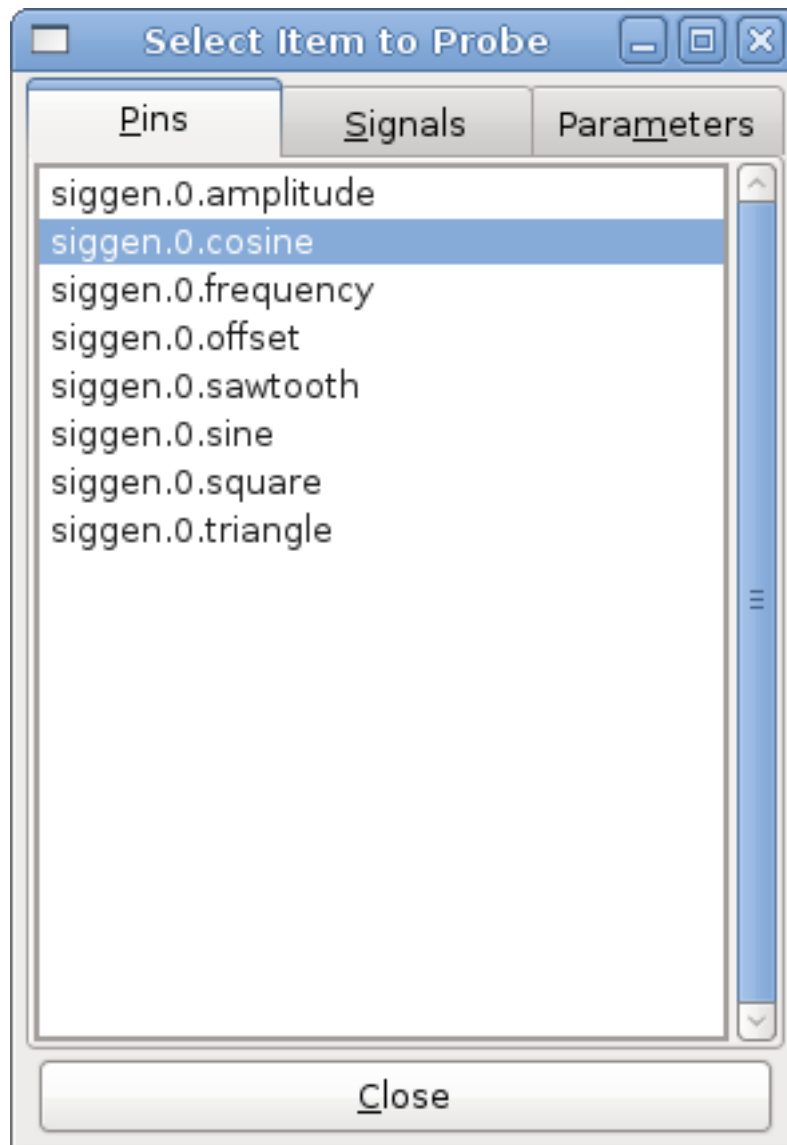 Select Item to Probe
Pins Signals Parameters
siggen.0.amplitude
siggen.0.cosine
siggen.0.frequency
siggen.0.offset
siggen.0.sawtooth
siggen.0.sine
siggen.0.square
siggen.0.triangle
Close